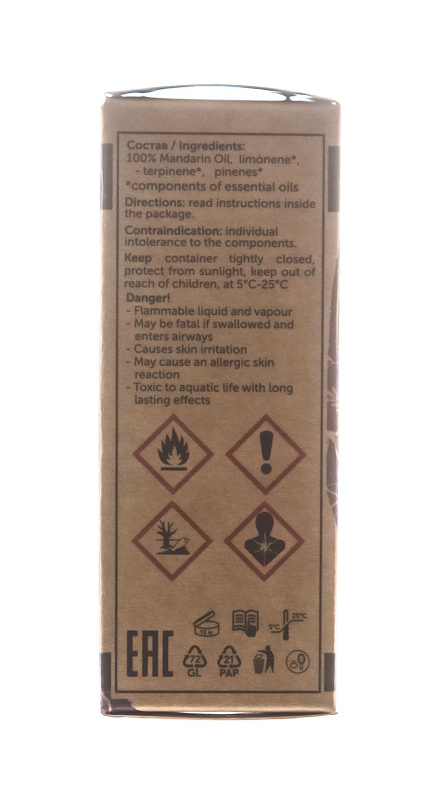 Состав / Ingredients:
100% Mandarin Oil, limonene*,
- terpinene*, pinenes*
*components of essential oils
Directions: read instructions inside
the package.
Contraindication: individual
intolerance to the components.
Keep container tightly closed,
protect from sunlight, keep out of
reach of children, at 5°C-25°C
Danger!
- Flammable liquid and vapour
- May be fatal if swallowed and
enters airways
- Causes skin irritation
- May cause an allergic skin
reaction
- Toxic to aquatic life with long
lasting effects
5°C 25°C
EAC
72
GL
21
PAP